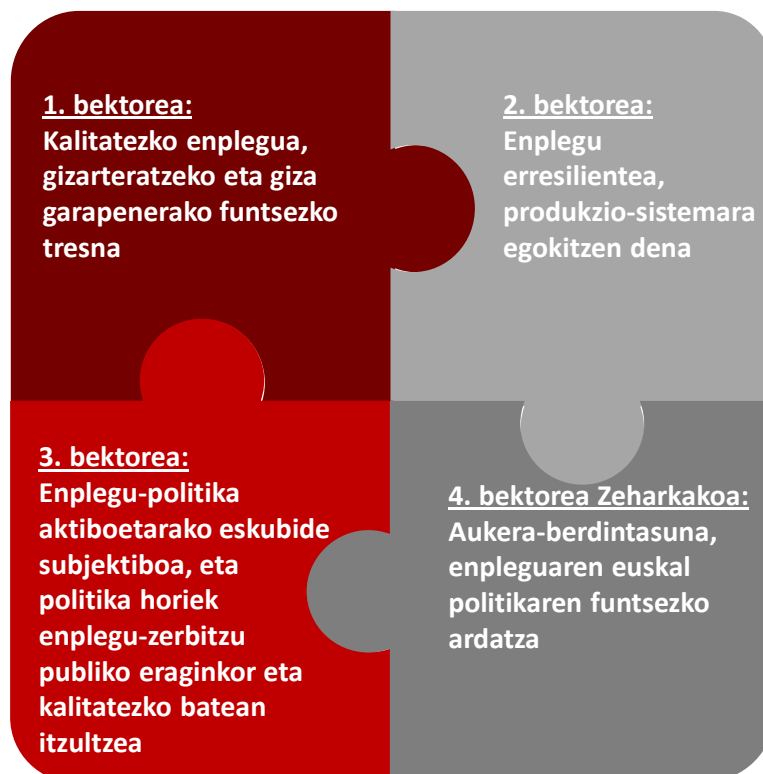 1. bektorea:
Kalitatezko enplegua,
gizarteratzeko eta giza
garapenerako funtsezko
tresna
2. bektorea:
Enplegu
erresilientea,
produkzio-sistemara
egokitzen dena
3. bektorea:
Enplegu-politika
aktiboetarako eskubide
subjektiboa, eta
politika horiek
enplegu-zerbitzu
publiko eraginkor eta
kalitatezko batean
itzultzea
4. bektorea Zeharkakoa:
Aukera-berdintasuna,
enpleguaren euskal
politikaren funtsezko
ardatza